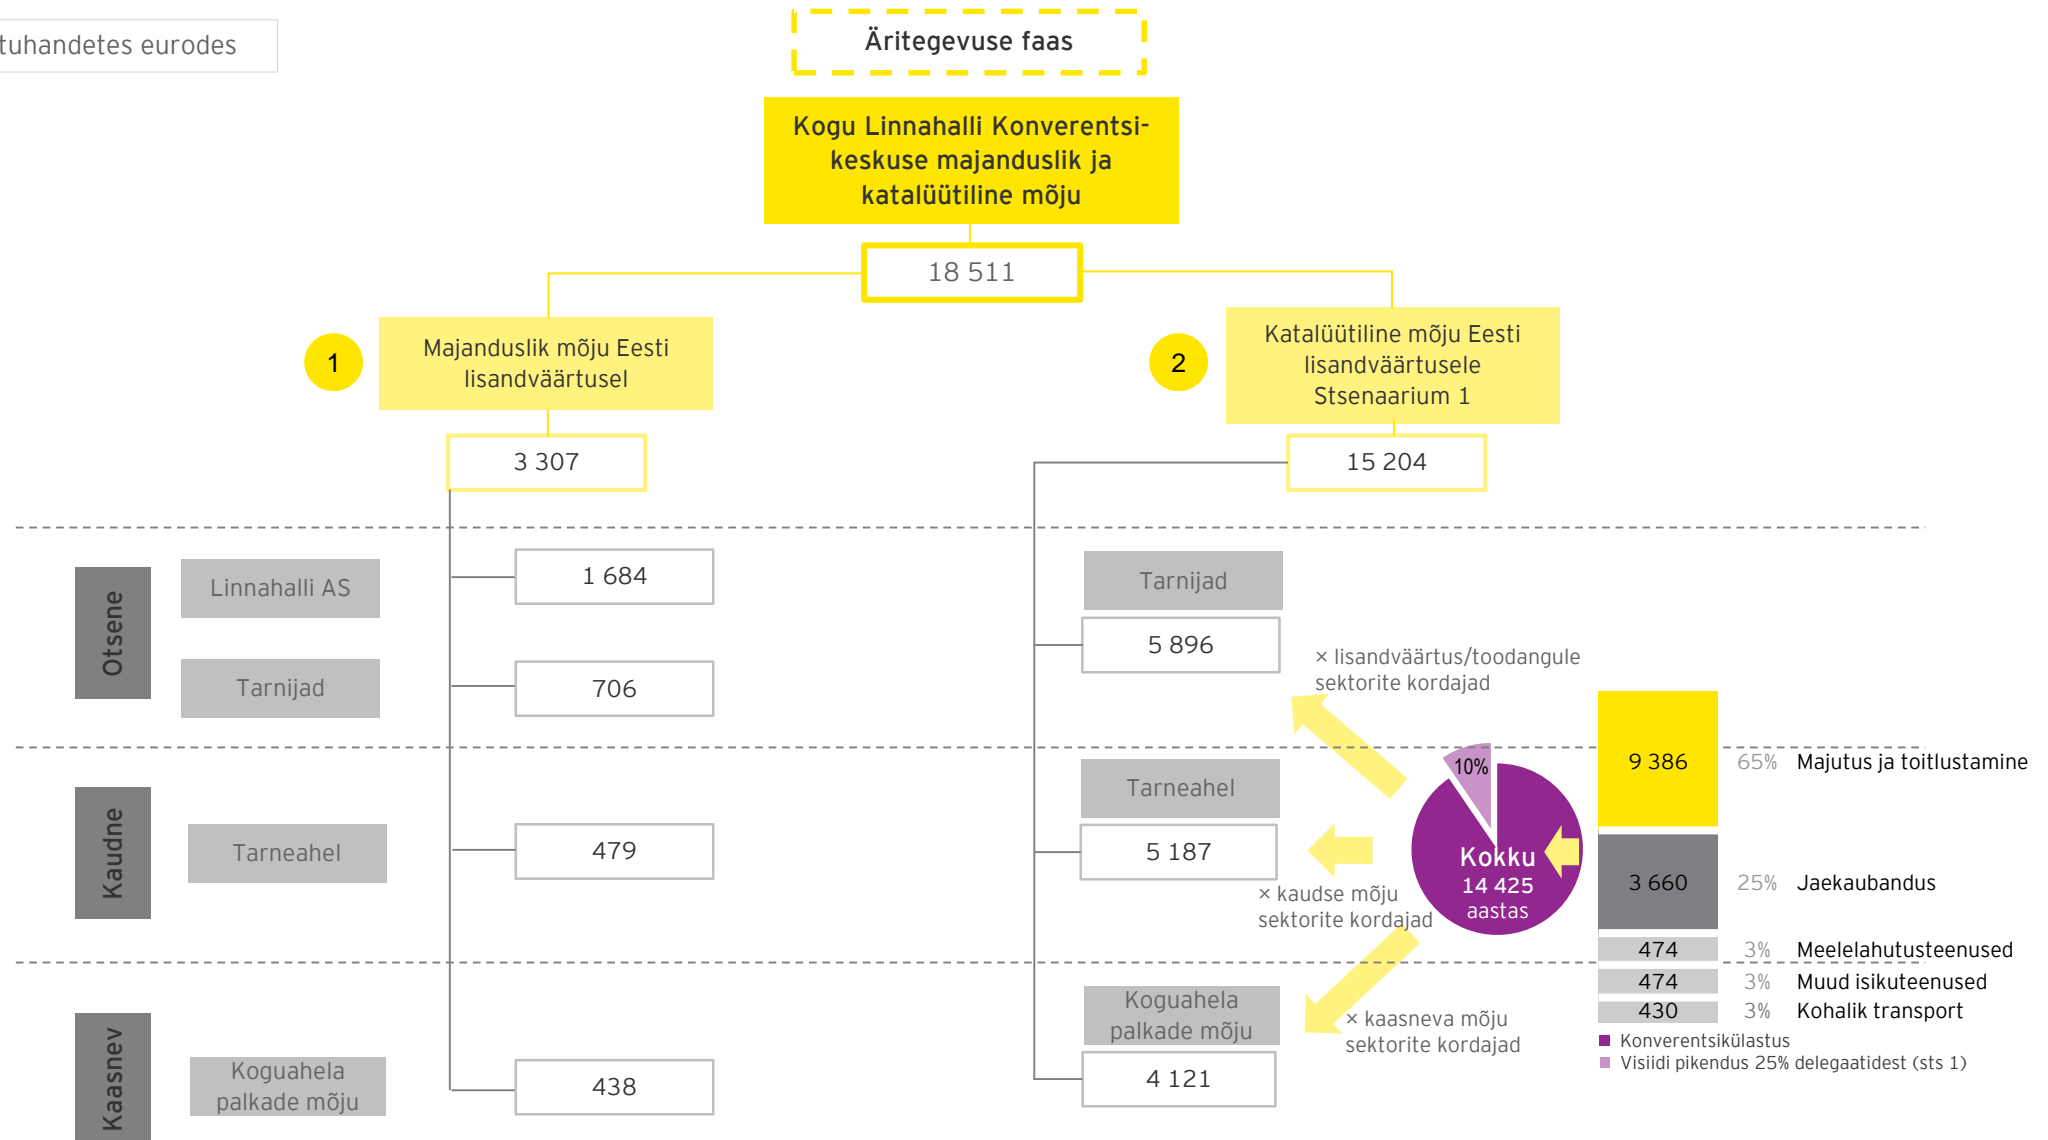 tuhandetes eurodes
Äritegevuse faas
Kogu Linnahalli Konverentsi-
keskuse majanduslik ja
katalüütiline mõju
18 511
1
Majanduslik mõju Eesti
lisandväärtusel
3 307
2
Katalüütiline mõju Eesti
lisandväärtusele
Stsenaarium 1
15 204
Otsene
Linnahalli AS
1 684
Tarnijad
706
Tarnijad
5 896
× lisandväärtus/toodangule
sektorite kordajad
Kaudne
Tarneahel
479
Tarneahel
5 187
× kaudse mõju
sektorite kordajad
10%
Kokku
14 425
aastas
9 386
65%
Majutus ja toitlustamine
3 660
25%
Jaekaubandus
474
3%
Meelelahutusteenused
474
3%
Muud isikuteenused
430
3%
Kohalik transport
Konverentsikülastus
Visiidi pikendus 25% delegaatidest (sts 1)
Kaasnev
Koguahela
palkade mõju
438
Koguahela
palkade mõju
4 121
× kaasneva mõju
sektorite kordajad